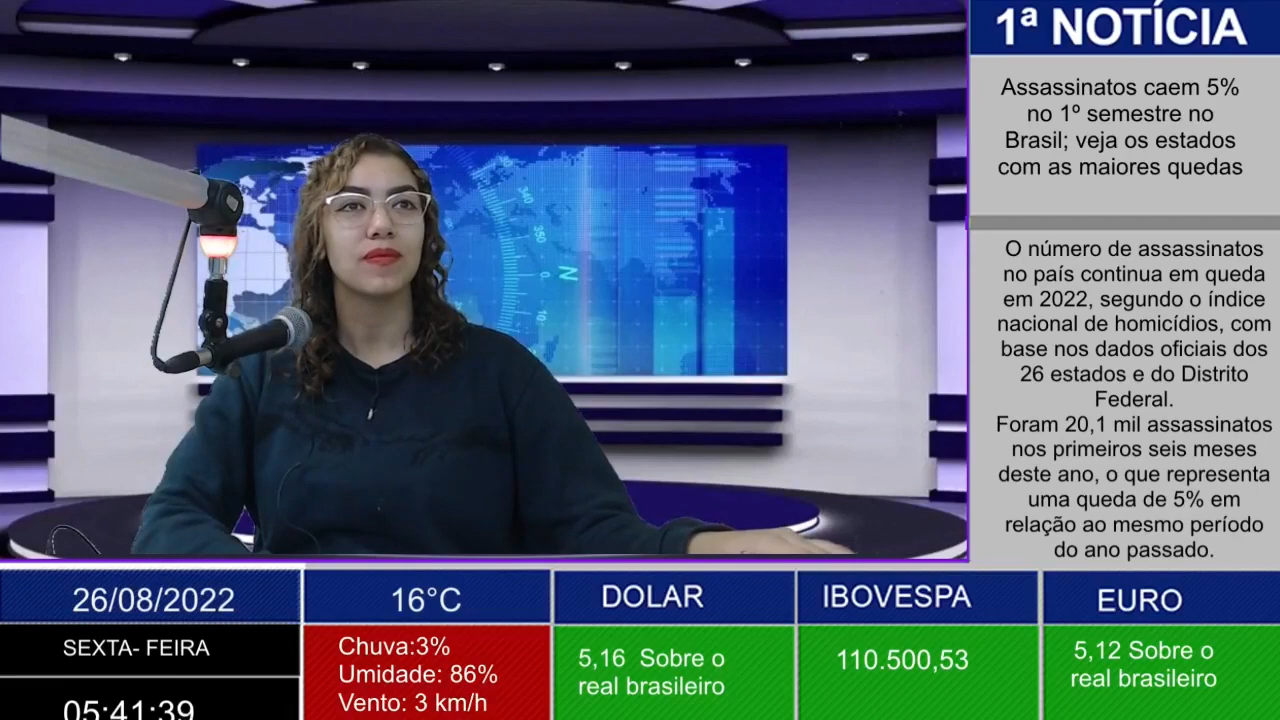 1ª NOTÍCIA
Assassinatos caem 5%
no 1º semestre no
Brasil; veja os estados
com as maiores quedas
O número de assassinatos
no país continua em queda
em 2022, segundo o índice
nacional de homicídios, com
base nos dados oficiais dos
26 estados e do Distrito
Federal.
Foram 20,1 mil assassinatos
nos primeiros seis meses
deste ano, o que representa
uma queda de 5% em
relação ao mesmo período
do ano passado.
340
350
0
N
10
26/08/2022
SEXTA- FEIRA
05:41:39
16°C
Chuva:3%
Umidade: 86%
Vento: 3 km/h
DOLAR
5,16 Sobre o
real brasileiro
IBOVESPA
110.500,53
EURO
5,12 Sobre o
real brasileiro